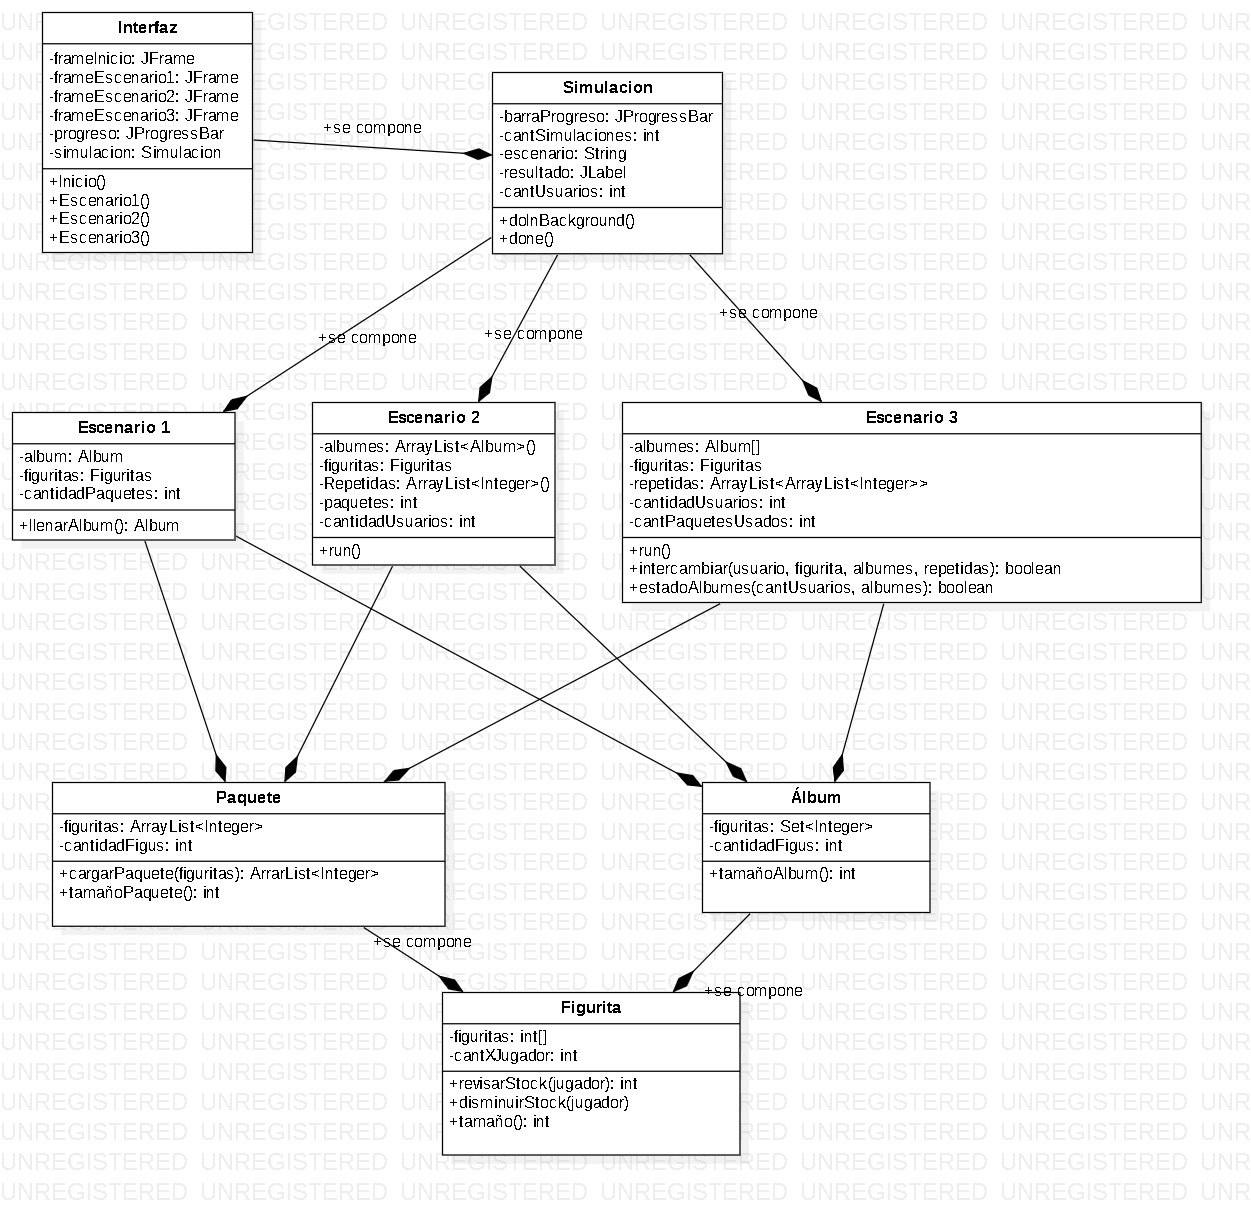 Interfaz
-frameInicio: JFrame
-frameEscenario1: JFrame
-frameEscenario2: JFrame
-frameEscenario3: JFrame
-progreso: JProgressBar
-simulacion: Simulacion
+Inicio()
+Escenario1()
+Escenario2()
+Escenario3()
+se compone
Simulacion
-barraProgreso: JProgressBar
-cantSimulaciones: int
-escenario: String
-resultado: JLabel
-cantUsuarios: int
+doInBackground()
+done()
+se compone
+se compone
+se compone
Escenario 1
-album: Album
-figuritas: Figuritas
-cantidadPaquetes: int
+llenarAlbum(): Album
Escenario 2
-albumes: ArrayList<Album>()
-figuritas: Figuritas
-Repetidas: ArrayList<Integer>()
-paquetes: int
-cantidadUsuarios: int
+run()
Escenario 3
-albumes: Album[]
-figuritas: Figuritas
-repetidas: ArrayList<ArrayList<Integer>>
-cantidadUsuarios: int
-cantPaquetesUsados: int
+run()
+intercambiar(usuario, figurita, albumes, repetidas): boolean
+estadoAlbumes(cantUsuarios, albumes): boolean
Paquete
-figuritas: ArrayList<Integer>
-cantidadFigus: int
+cargarPaquete(figuritas): ArrarList<Integer>
+tamañoPaquete(): int
Álbum
-figuritas: Set<Integer>
-cantidadFigus: int
+tamañoAlbum(): int
+se compone
+se compone
Figurita
-figuritas: int[]
-cantXJugador: int
+revisarStock(jugador): int
+disminuirStock(jugador)
+tamaño(): int
UNREGISTERED